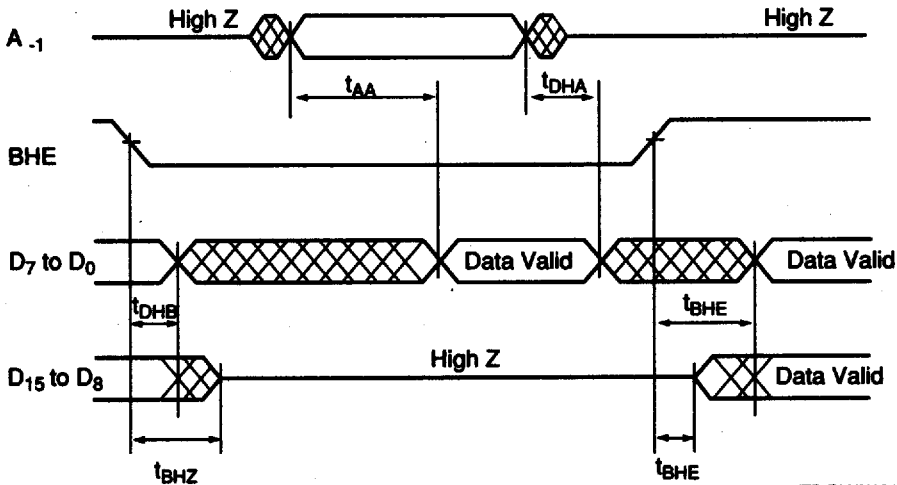 High Z
High Z
A -1
tAA
tDHA
BHE
D7 to D0
Data Valid
Data Valid
tDHB
tBHE
High Z
D15 to D8
Data Valid
tBHZ
tBHE